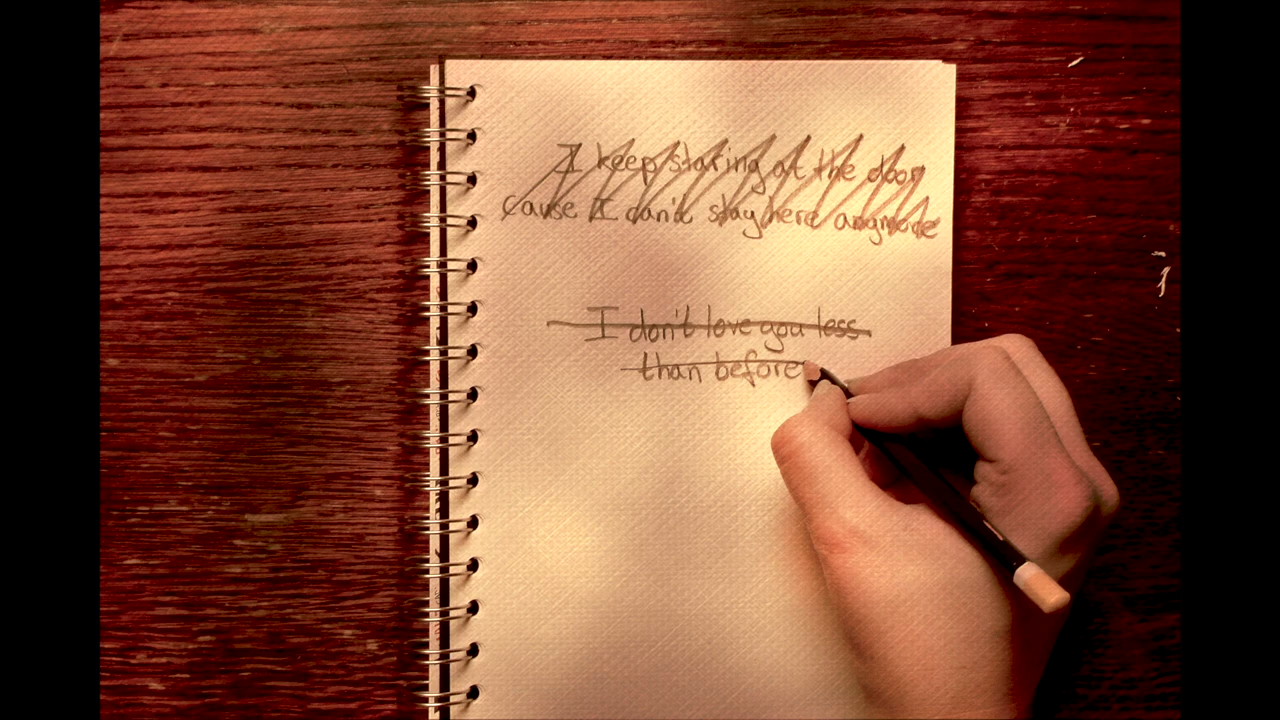 I keep staring at the door
cause I can't stay here anymore
I don't love you less
than before